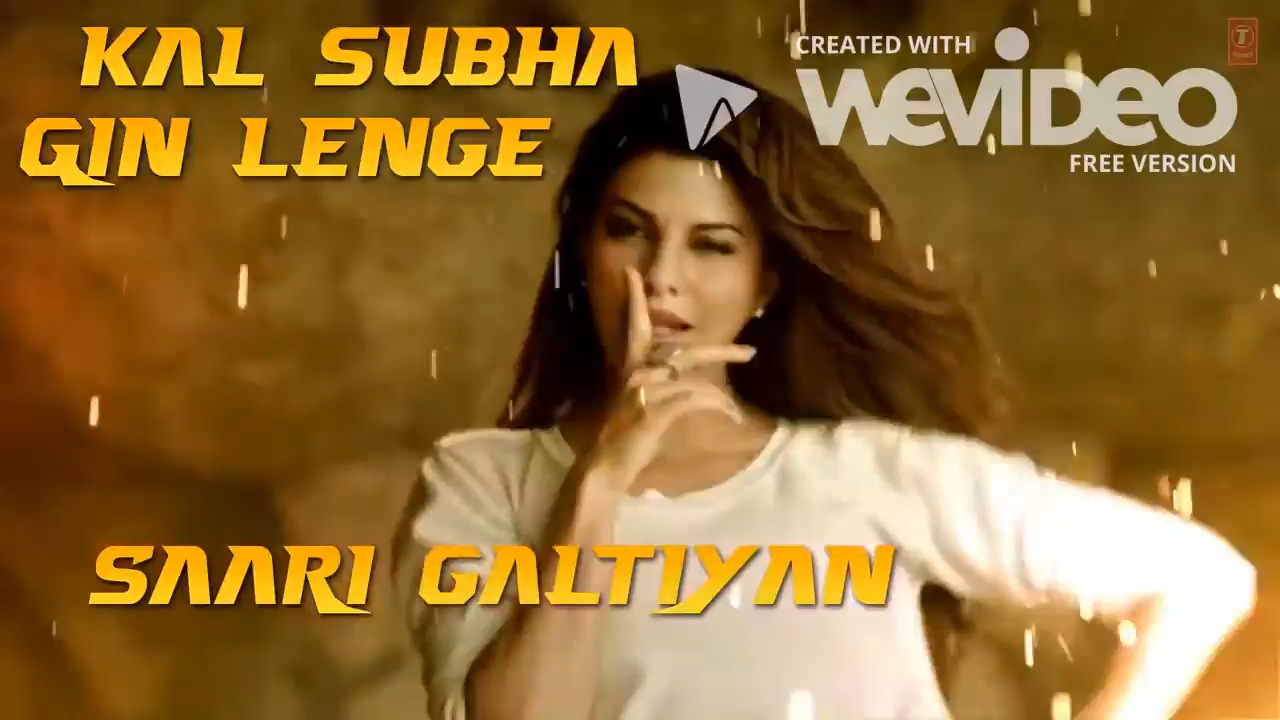 KAL SUBHA
GIN LENGE
CREATED WITH
WEVIDEO
FREE VERSION
SAARI GALTIYAN